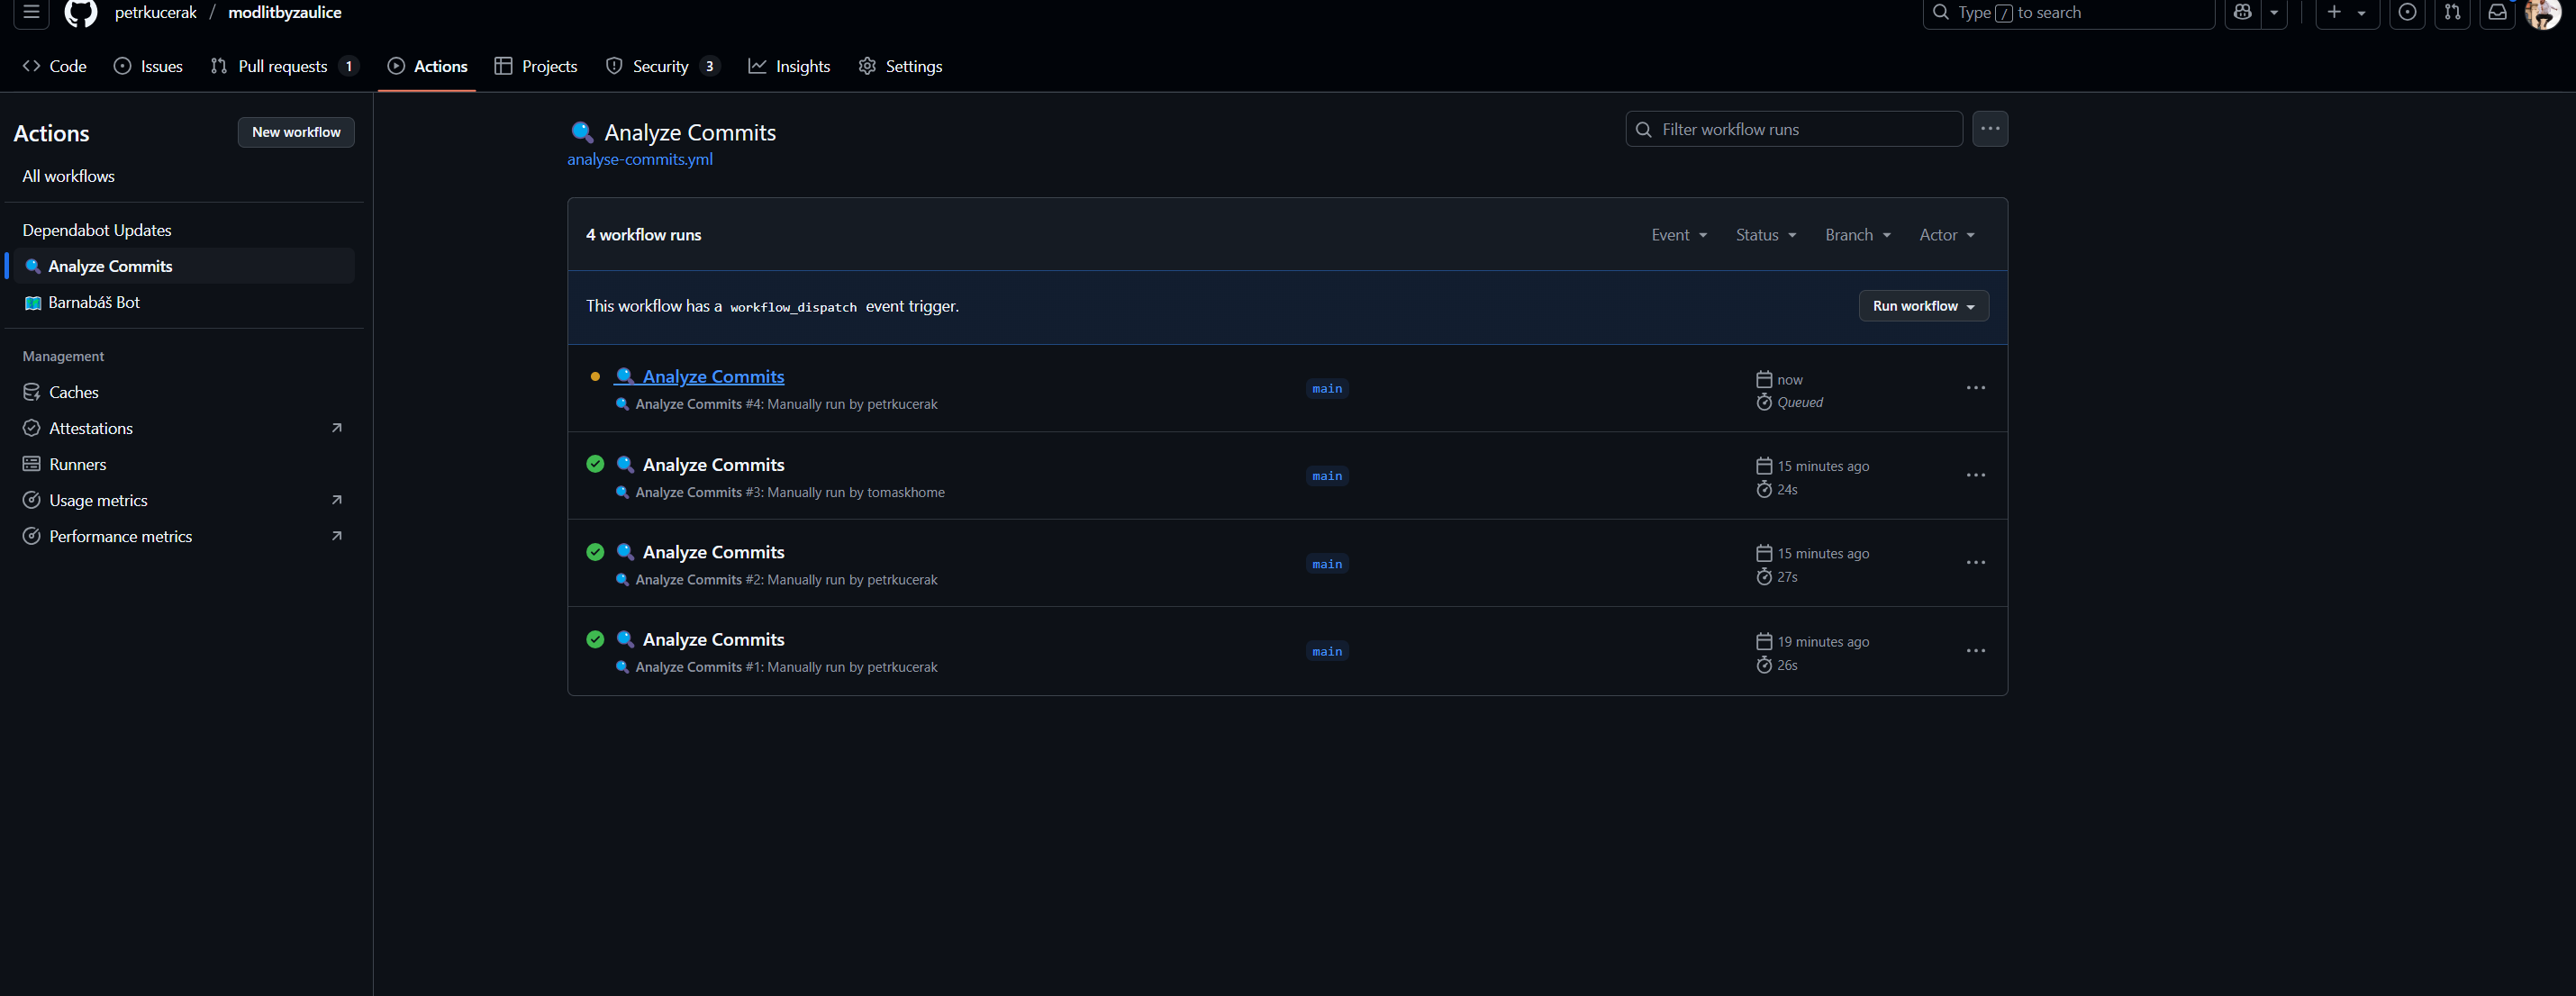 petrkucerak / modlitbyzaulice
Type / to search
Code
Issues
Pull requests 1
Actions
Projects
Security 3
Insights
Settings
Actions
New workflow
All workflows
Dependabot Updates
Analyze Commits
Barnabáš Bot
Management
Caches
Attestations
Runners
Usage metrics
Performance metrics
Analyze Commits
analyse-commits.yml
Filter workflow runs
4 workflow runs
Event
Status
Branch
Actor
This workflow has a workflow_dispatch event trigger.
Run workflow
Analyze Commits
Analyze Commits #4: Manually run by petrkucerak
main
now
Queued
Analyze Commits
Analyze Commits #3: Manually run by tomaskhome
main
15 minutes ago
24s
Analyze Commits
Analyze Commits #2: Manually run by petrkucerak
main
15 minutes ago
27s
Analyze Commits
Analyze Commits #1: Manually run by petrkucerak
main
19 minutes ago
26s